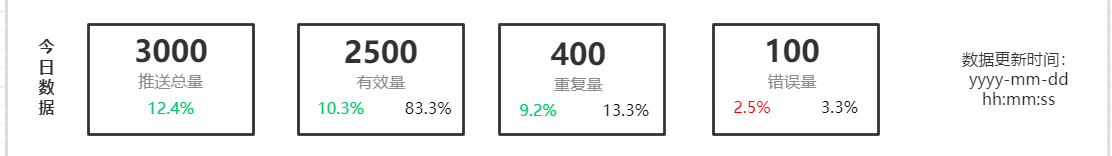 今日数据
3000
推送总量
12.4%
2500
有效量
10.3% 83.3%
400
重复量
9.2% 13.3%
100
错误量
2.5% 3.3%
数据更新时间：
yyyy-mm-dd
hh:mm:ss